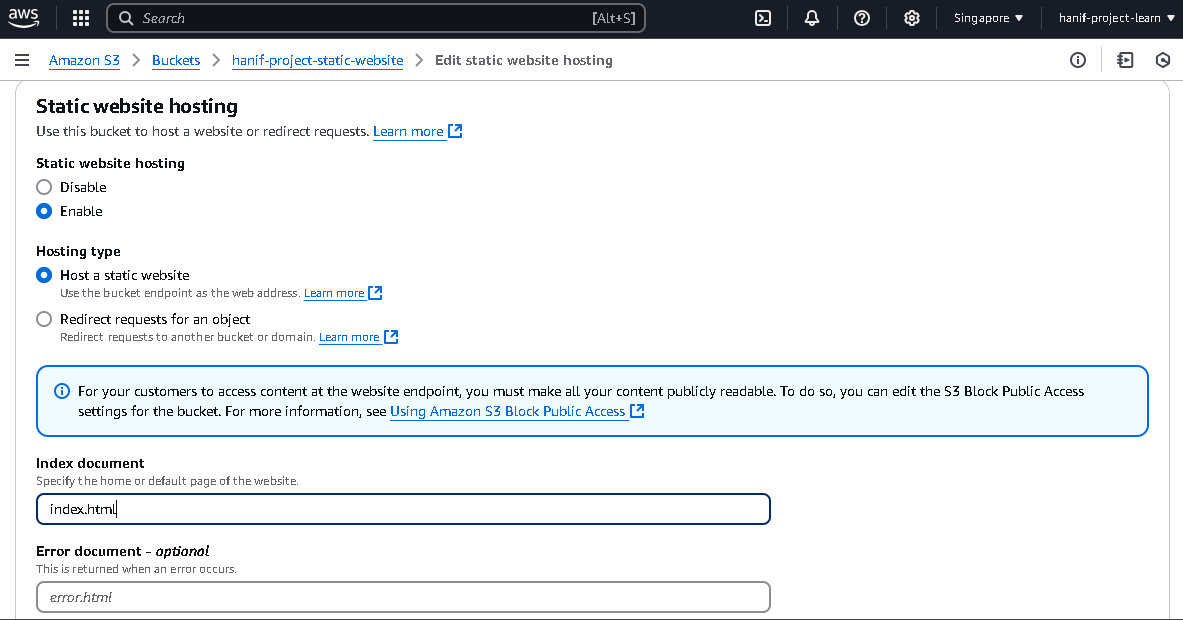 aws
Search [Alt+S]
Singapore
hanif-project-learn
Amazon S3 > Buckets > hanif-project-static-website > Edit static website hosting
Static website hosting
Use this bucket to host a website or redirect requests. Learn more
Static website hosting
Disable
Enable
Hosting type
Host a static website
Use the bucket endpoint as the web address. Learn more
Redirect requests for an object
Redirect requests to another bucket or domain. Learn more
For your customers to access content at the website endpoint, you must make all your content publicly readable. To do so, you can edit the S3 Block Public Access
settings for the bucket. For more information, see Using Amazon S3 Block Public Access
Index document
Specify the home or default page of the website.
index.html
Error document - optional
This is returned when an error occurs.
error.html